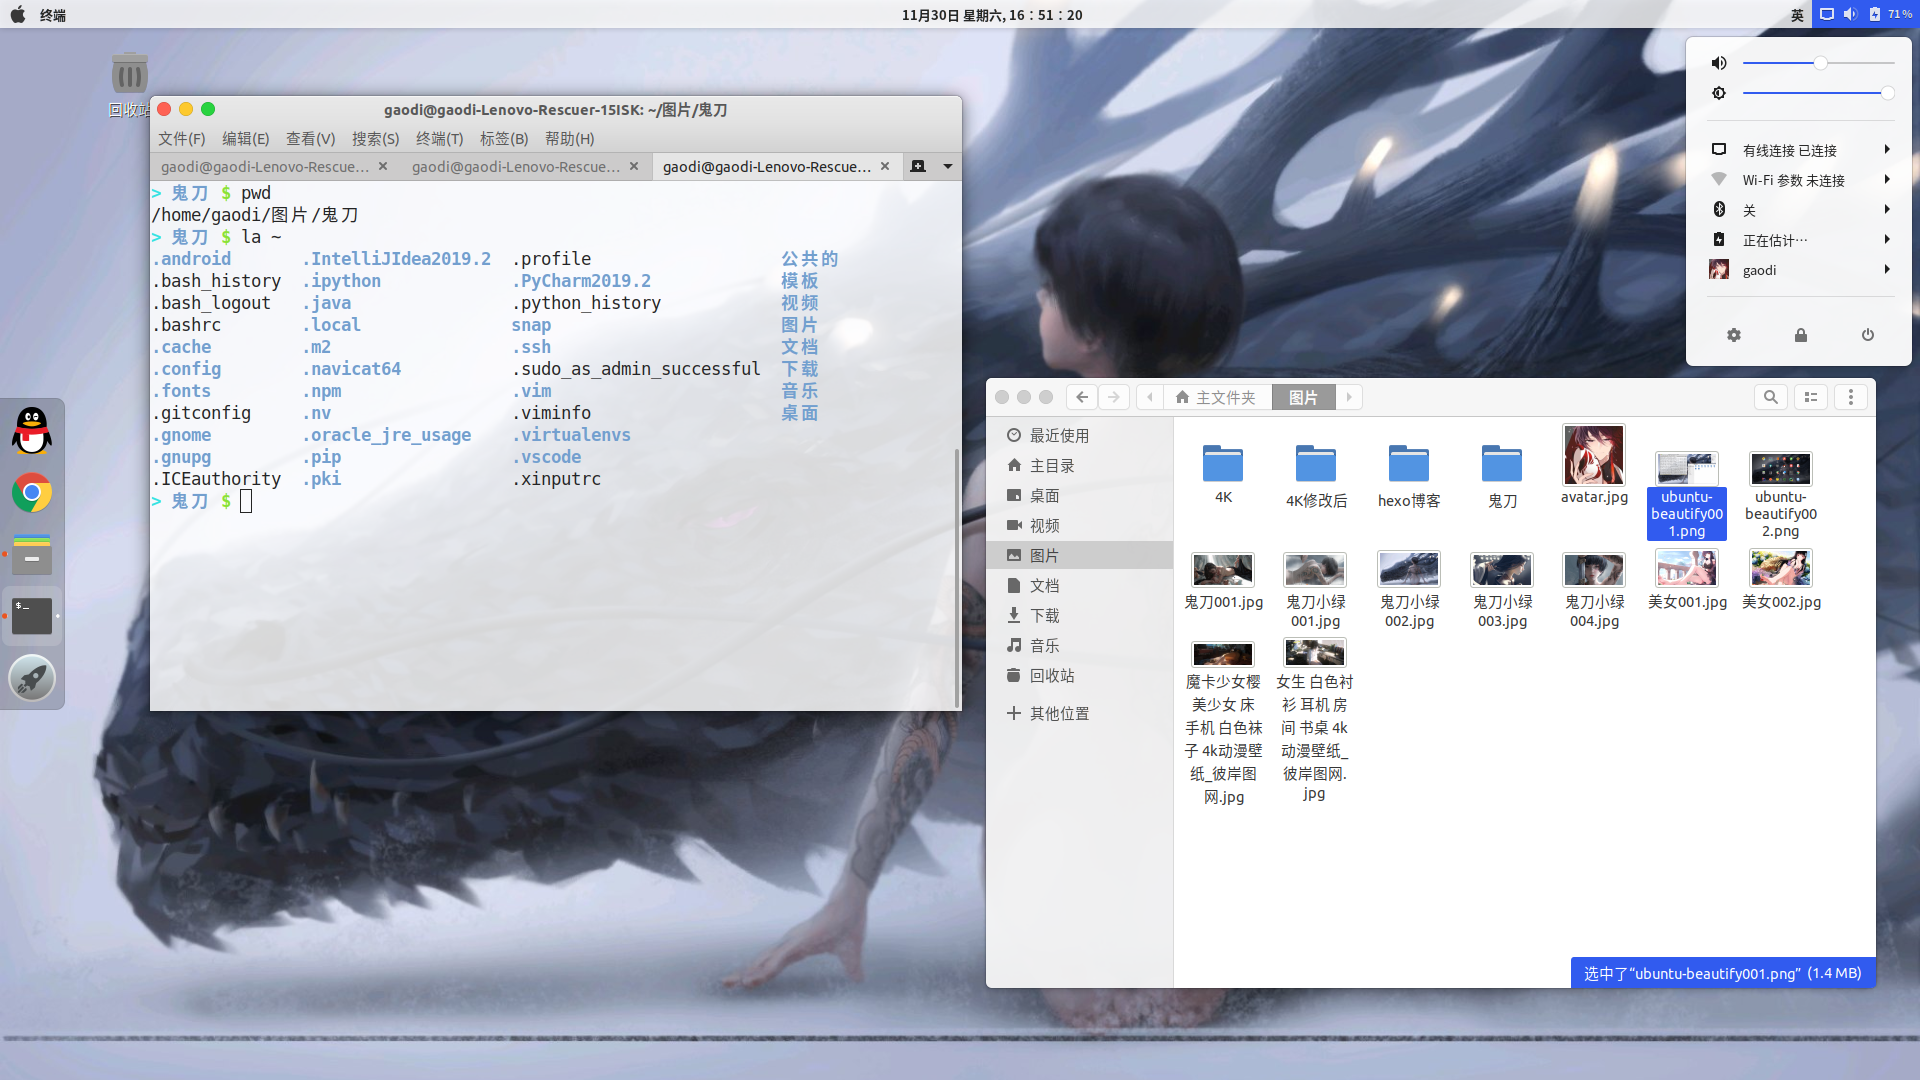 终端
11月30日 星期六, 16：51：20
英
71 %
回收站
gaodi@gaodi-Lenovo-Rescuer-15ISK: ~/图片/鬼刀
文件(F) 编辑(E) 查看(V) 搜索(S) 终端(T) 标签(B) 帮助(H)
gaodi@gaodi-Lenovo-Rescue... gaodi@gaodi-Lenovo-Rescue... gaodi@gaodi-Lenovo-Rescue...
> 鬼刀 $ pwd
/home/gaodi/图片/鬼刀
> 鬼刀 $ la ~
.android .IntelliJIdea2019.2 .profile 公共的
.bash_history .ipython .PyCharm2019.2 模板
.bash_logout .java .python_history 视频
.bashrc .local snap 图片
.cache .m2 .ssh 文档
.config .navicat64 .sudo_as_admin_successful 下载
.fonts .npm .vim 音乐
.gitconfig .nv .viminfo 桌面
.gnome .oracle_jre_usage .virtualenvs
.gnupg .pip .vscode
.ICEauthority .pki .xinputrc
> 鬼刀 $
有线连接 已连接
Wi-Fi 参数 未连接
关
正在估计…
gaodi
主文件夹 图片
最近使用
主目录
桌面
视频
图片
文档
下载
音乐
回收站
其他位置
4K
4K修改后
hexo博客
鬼刀
avatar.jpg
ubuntu-
beautify00
1.png
ubuntu-
beautify00
2.png
鬼刀001.jpg
鬼刀小绿
001.jpg
鬼刀小绿
002.jpg
鬼刀小绿
003.jpg
鬼刀小绿
004.jpg
美女001.jpg
美女002.jpg
魔卡少女樱
美少女 床
手机 白色袜
子 4k动漫壁
纸_彼岸图
网.jpg
女生 白色衬
衫 耳机 房
间 书桌 4k
动漫壁纸_
彼岸图网.
jpg
选中了“ubuntu-beautify001.png” (1.4 MB)